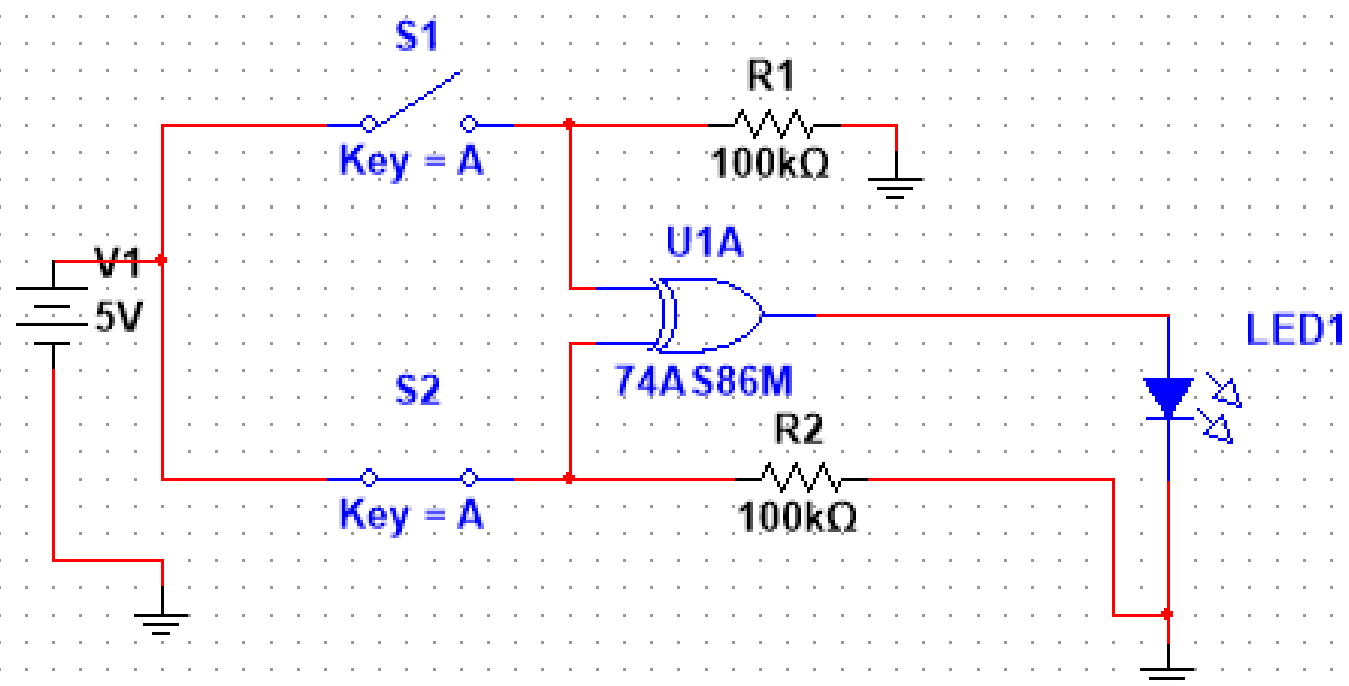 S1
R1
Key = A
100kΩ
U1A
V1
5V
LED1
74AS86M
S2
R2
Key = A
100kΩ